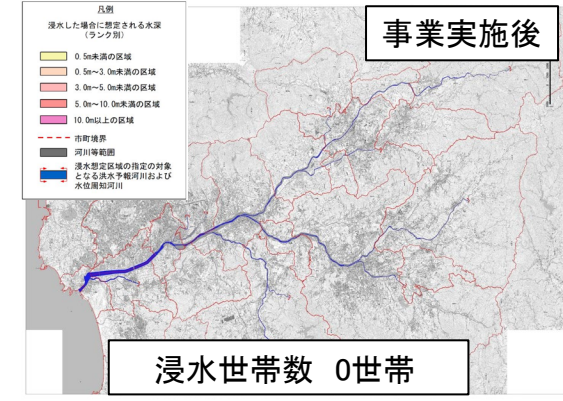 凡例
浸水した場合に想定される水深
(ランク別)
0.5m未満の区域
0.5m～3.0m未満の区域
3.0m～5.0m未満の区域
5.0m～10.0m未満の区域
10.0m以上の区域
市町境界
河川等範囲
浸水想定区域の指定の対象
となる洪水予報河川および
水位周知河川
事業実施後
浸水世帯数 0世帯